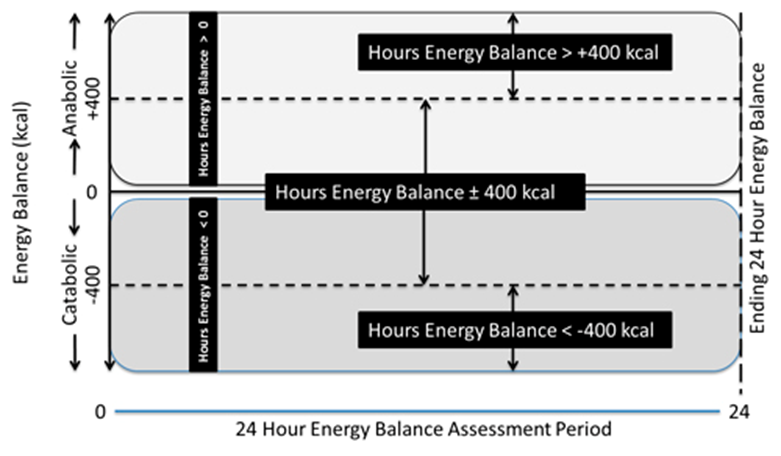 Energy Balance (kcal)
Anabolic
Catabolic
+400
0
-400
Hours Energy Balance > 0
Hours Energy Balance < 0
Hours Energy Balance > +400 kcal
Hours Energy Balance ± 400 kcal
Hours Energy Balance < -400 kcal
Ending 24 Hour Energy Balance
0
24
24 Hour Energy Balance Assessment Period